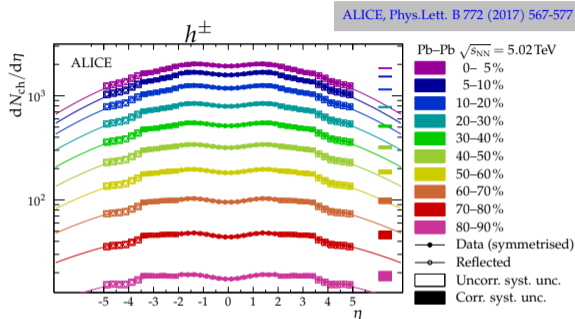 ALICE, Phys.Lett. B 772 (2017) 567-577
h±
ALICE
dN_ch/dη
10³
10²
-5 -4 -3 -2 -1 0 1 2 3 4 5
η
Pb–Pb √s_NN = 5.02 TeV
0– 5%
5–10%
10–20%
20–30%
30–40%
40–50%
50–60%
60–70%
70–80%
80–90%
Data (symmetrised)
Reflected
Uncorr. syst. unc.
Corr. syst. unc.